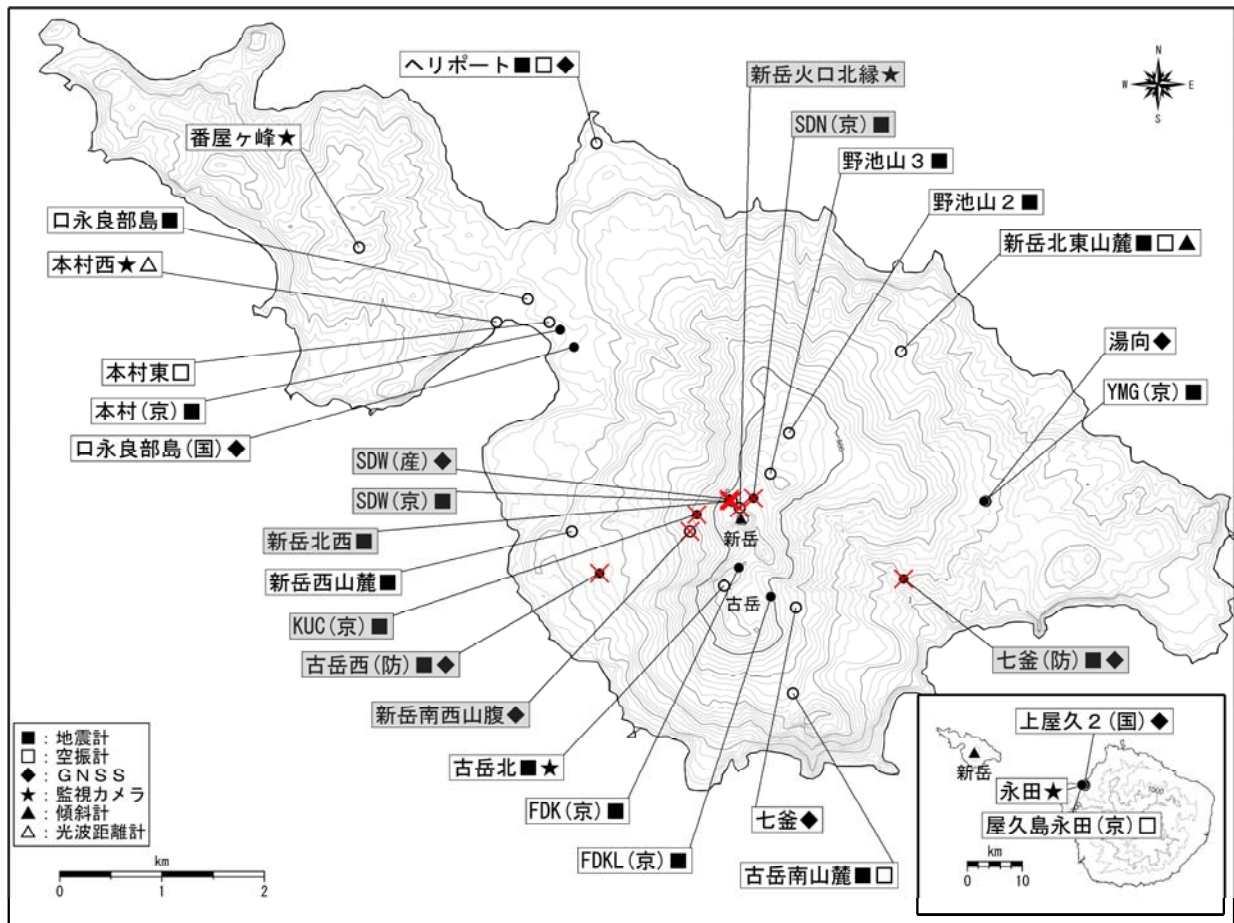 ヘリポート■□◆
新岳火口北縁★
N
W E
S
SDN(京)■
番屋ヶ峰★
野池山3■
野池山2■
口永良部島■
新岳北東山麓■□▲
本村西★△
湯向◆
本村東□
YMG(京)■
本村(京)■
口永良部島(国)◆
SDW(産)◆
SDW(京)■
新岳北西■
新岳
新岳西山麓■
古岳
KUC(京)■
古岳西(防)■◆
七釜(防)■◆
新岳南西山腹◆
古岳北■★
FDK(京)■
七釜◆
FDKL(京)■
古岳南山麓■□
■:地震計
□:空振計
◆:GNSS
★:監視カメラ
▲:傾斜計
△:光波距離計
km
0 1 2
上屋久2(国)◆
新岳
永田★
屋久島永田(京)□
km
0 10
1000